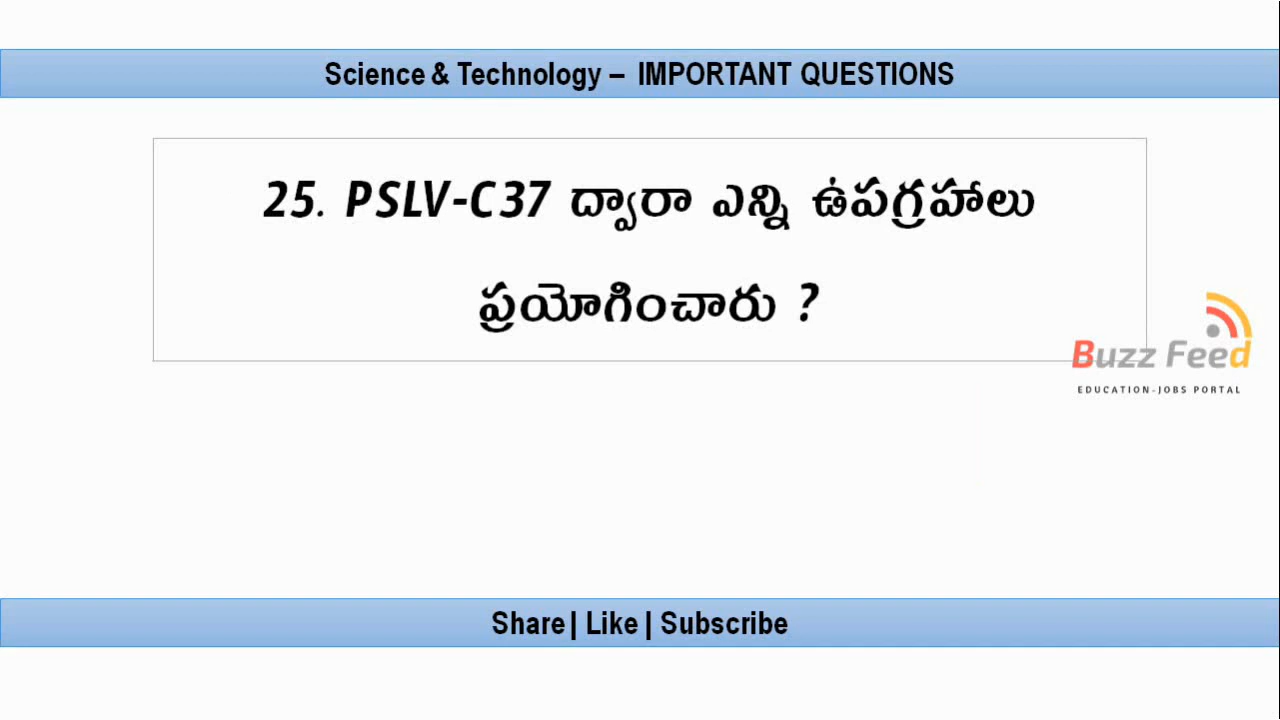 Science & Technology – IMPORTANT QUESTIONS
25. PSLV-C37 ద్వారా ఎన్ని ఉపగ్రహాలు
ప్రయోగించారు ?
Buzz Feed
EDUCATION-JOBS PORTAL
Share| Like| Subscribe